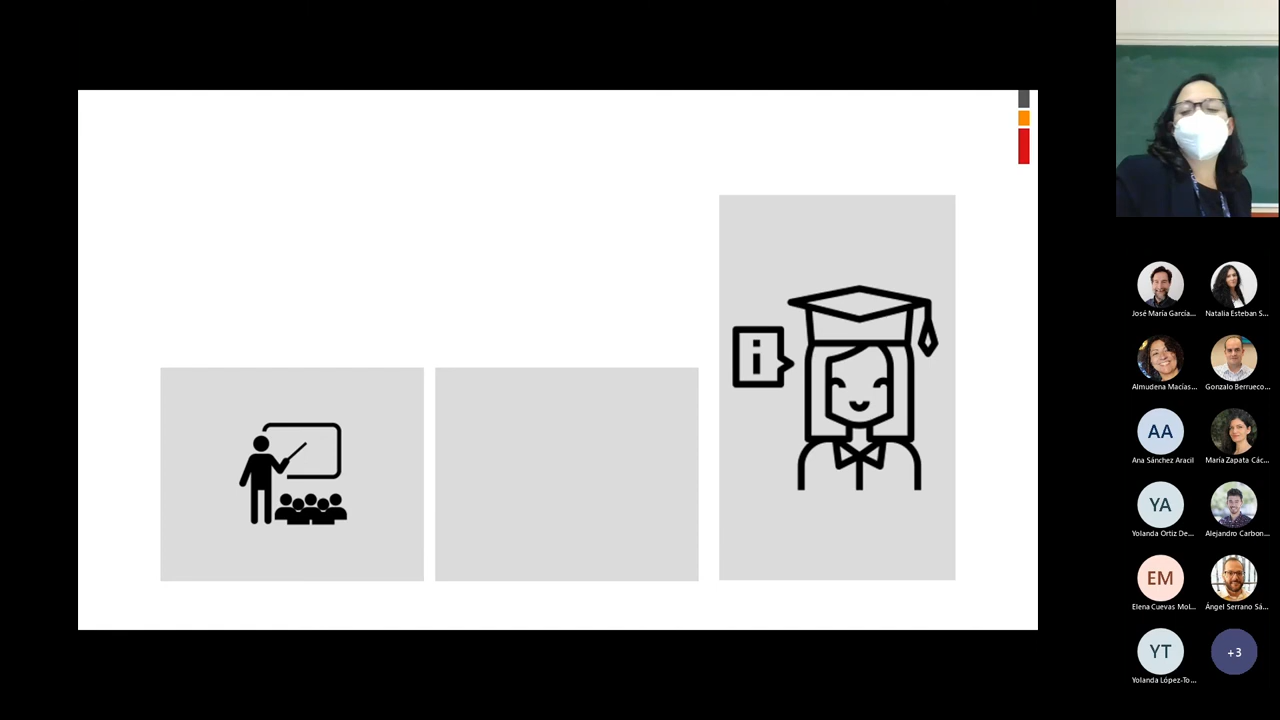 i
José María García...
Natalia Esteban S...
Almudena Macías...
Gonzalo Berrueco...
AA
Ana Sánchez Aracil
María Zapata Các...
YA
Yolanda Ortiz De...
Alejandro Carbon...
EM
Elena Cuevas Mol...
Ángel Serrano Sá...
YT
Yolanda López-To...
+3